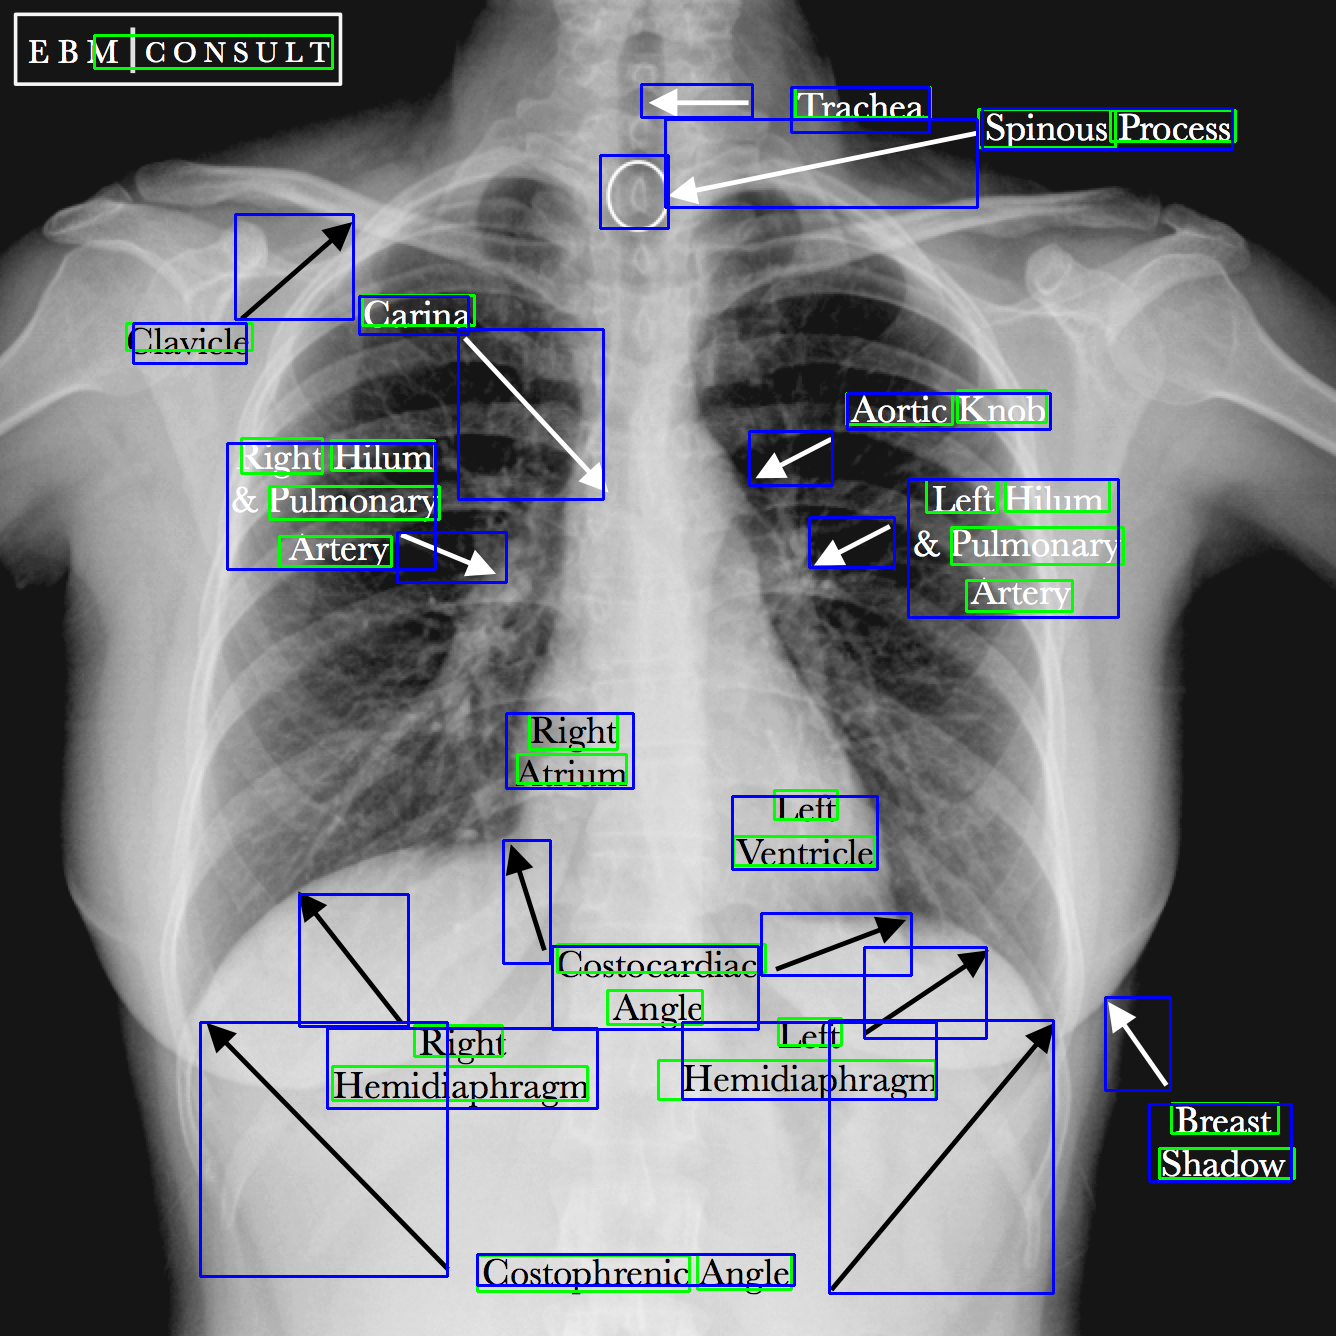 EBM|CONSULT
Trachea
Spinous Process
Carina
Clavicle
Aortic Knob
Right Hilum
& Pulmonary
Artery
Left Hilum
& Pulmonary
Artery
Right
Atrium
Left
Ventricle
Costocardiac
Angle
Right
Hemidiaphragm
Left
Hemidiaphragm
Breast
Shadow
Costophrenic Angle